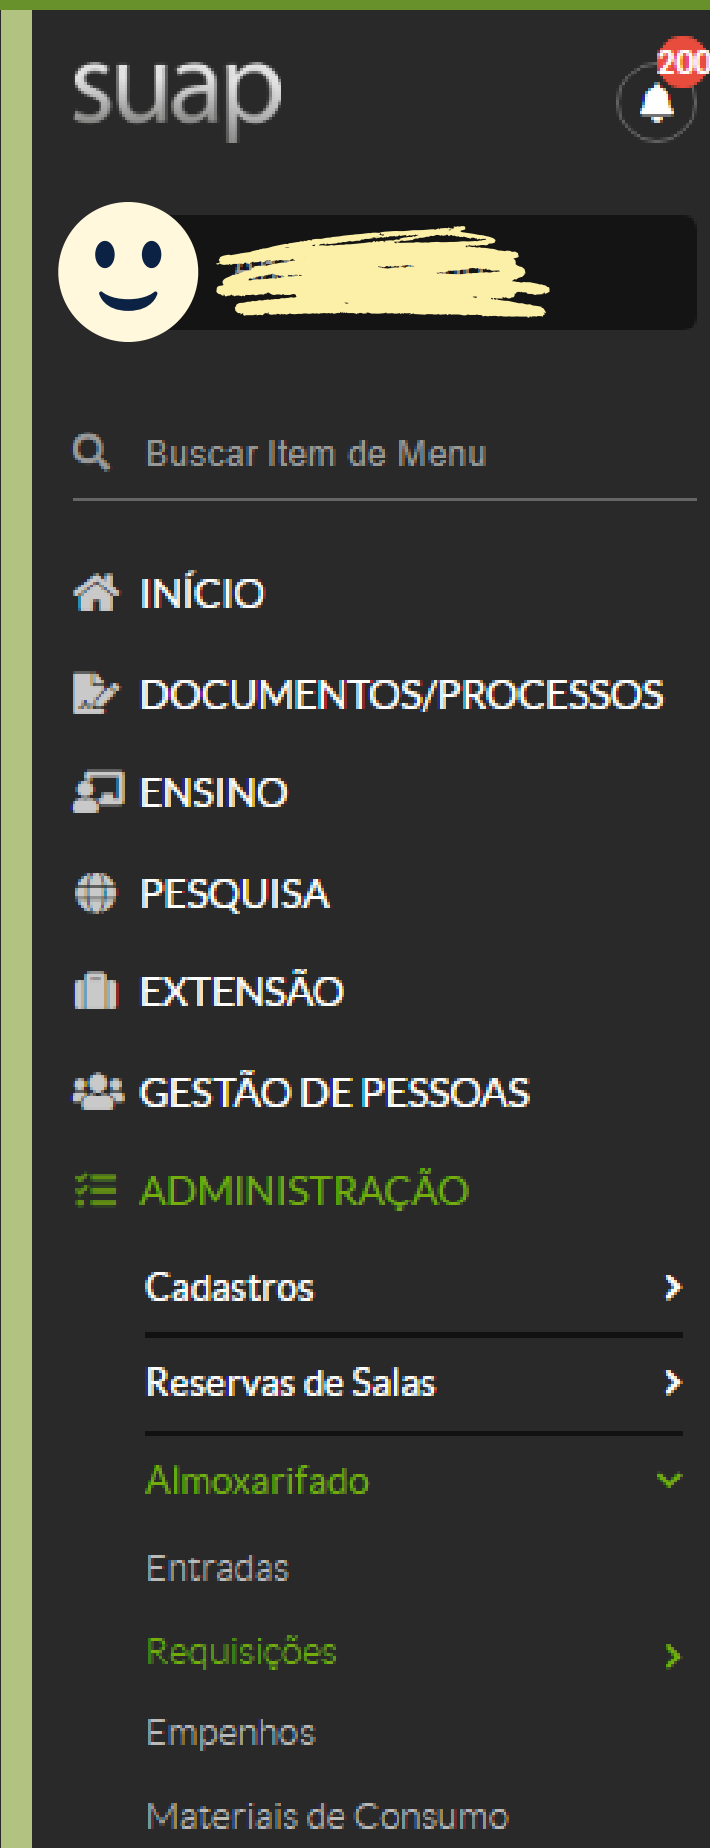 suap
200
Buscar Item de Menu
INÍCIO
DOCUMENTOS/PROCESSOS
ENSINO
PESQUISA
EXTENSÃO
GESTÃO DE PESSOAS
ADMINISTRAÇÃO
Cadastros
Reservas de Salas
Almoxarifado
Entradas
Requisições
Empenhos
Materiais de Consumo